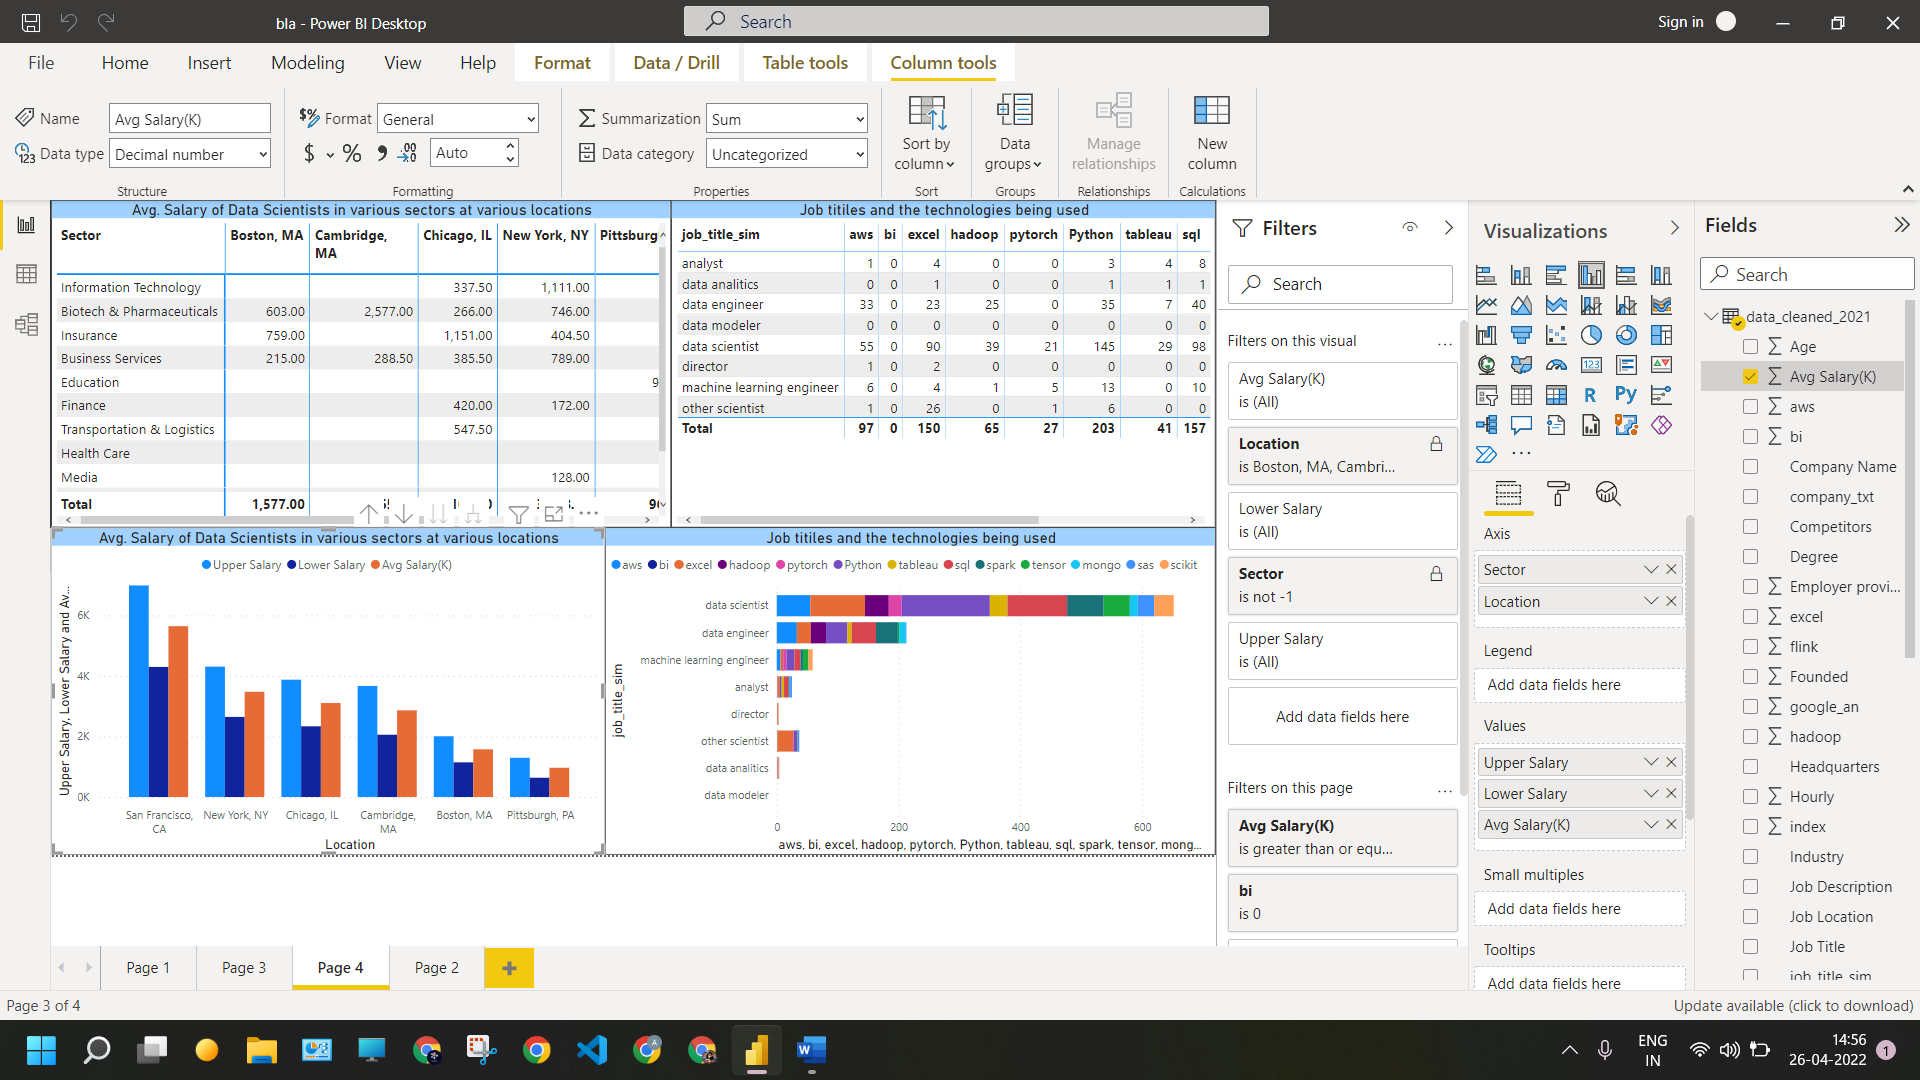 bla - Power BI Desktop
Search
Sign in
File Home Insert Modeling View Help Format Data / Drill Table tools Column tools
Name Avg Salary(K)
Data type Decimal number
Structure
Format General
$ % Auto
Formatting
Summarization Sum
Data category Uncategorized
Properties
Sort by
column
Sort
Data
groups
Groups
Manage
relationships
Relationships
New
column
Calculations
Avg. Salary of Data Scientists in various sectors at various locations
Sector Boston, MA Cambridge, MA Chicago, IL New York, NY Pittsburg
Information Technology 337.50 1,111.00
Biotech & Pharmaceuticals 603.00 2,577.00 266.00 746.00
Insurance 759.00 1,151.00 404.50
Business Services 215.00 288.50 385.50 789.00
Education 9
Finance 420.00 172.00
Transportation & Logistics 547.50
Health Care
Media 128.00
Total 1,577.00
Job titiles and the technologies being used
job_title_sim aws bi excel hadoop pytorch Python tableau sql
analyst 1 0 4 0 0 3 4 8
data analitics 0 0 1 0 0 1 1 1
data engineer 33 0 23 25 0 35 7 40
data modeler 0 0 0 0 0 0 0 0
data scientist 55 0 90 39 21 145 29 98
director 1 0 2 0 0 0 0 0
machine learning engineer 6 0 4 1 5 13 0 10
other scientist 1 0 26 0 1 6 0 0
Total 97 0 150 65 27 203 41 157
Avg. Salary of Data Scientists in various sectors at various locations
Upper Salary Lower Salary Avg Salary(K)
Upper Salary, Lower Salary and Av...
6K
4K
2K
0K
San Francisco, CA New York, NY Chicago, IL Cambridge, MA Boston, MA Pittsburgh, PA
Location
Job titiles and the technologies being used
aws bi excel hadoop pytorch Python tableau sql spark tensor mongo sas scikit
job_title_sim
data scientist
data engineer
machine learning engineer
analyst
director
other scientist
data analitics
data modeler
0 200 400 600
aws, bi, excel, hadoop, pytorch, Python, tableau, sql, spark, tensor, mong...
Filters
Search
Filters on this visual ...
Avg Salary(K)
is (All)
Location
is Boston, MA, Cambri...
Lower Salary
is (All)
Sector
is not -1
Upper Salary
is (All)
Add data fields here
Filters on this page ...
Avg Salary(K)
is greater than or equ...
bi
is 0
Visualizations
123
R Py
...
Axis
Sector
Location
Legend
Add data fields here
Values
Upper Salary
Lower Salary
Avg Salary(K)
Small multiples
Add data fields here
Tooltips
Add data fields here
Fields
Search
data_cleaned_2021
Age
Avg Salary(K)
aws
bi
Company Name
company_txt
Competitors
Degree
Employer provi...
excel
flink
Founded
google_an
hadoop
Headquarters
Hourly
index
Industry
Job Description
Job Location
Job Title
job_title_sim
Page 1 Page 3 Page 4 Page 2
Page 3 of 4
Update available (click to download)
ENG
IN
14:56
26-04-2022
1